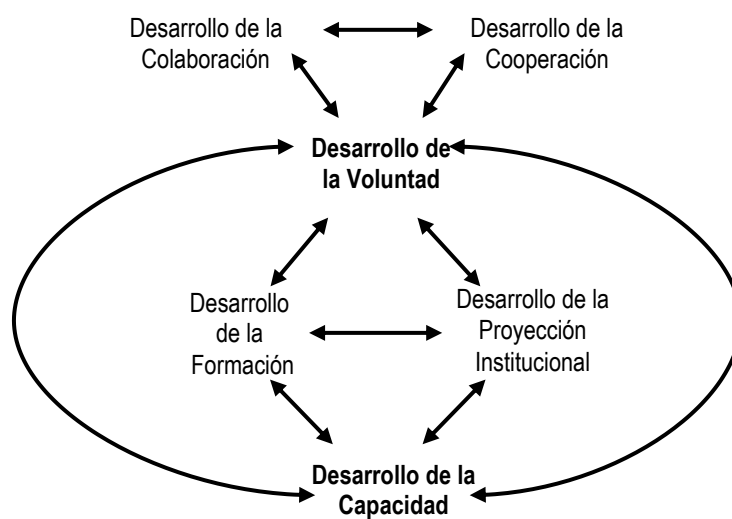 Desarrollo de la
Colaboración
Desarrollo de la
Cooperación
Desarrollo de
la Voluntad
Desarrollo
de la
Formación
Desarrollo de la
Proyección
Institucional
Desarrollo de la
Capacidad